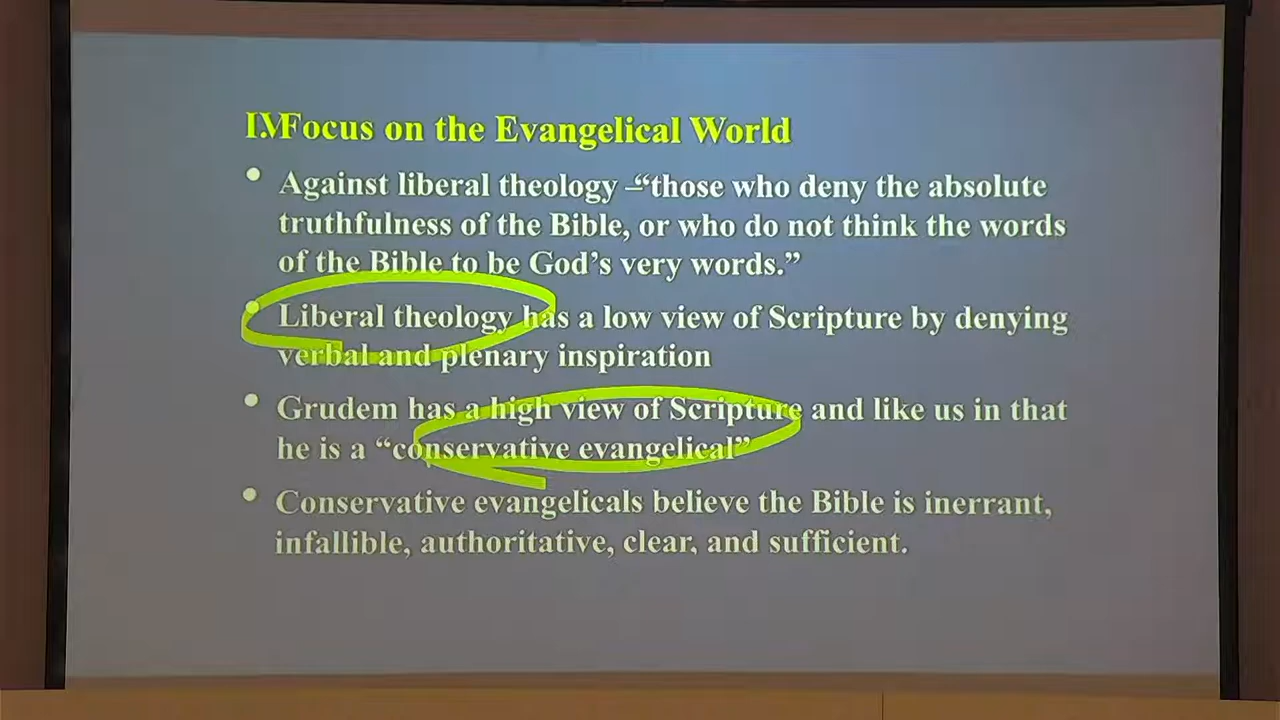 IV.Focus on the Evangelical World
• Against liberal theology –“those who deny the absolute
truthfulness of the Bible, or who do not think the words
of the Bible to be God’s very words.”
• Liberal theology has a low view of Scripture by denying
verbal and plenary inspiration
• Grudem has a high view of Scripture and like us in that
he is a “conservative evangelical”
• Conservative evangelicals believe the Bible is inerrant,
infallible, authoritative, clear, and sufficient.